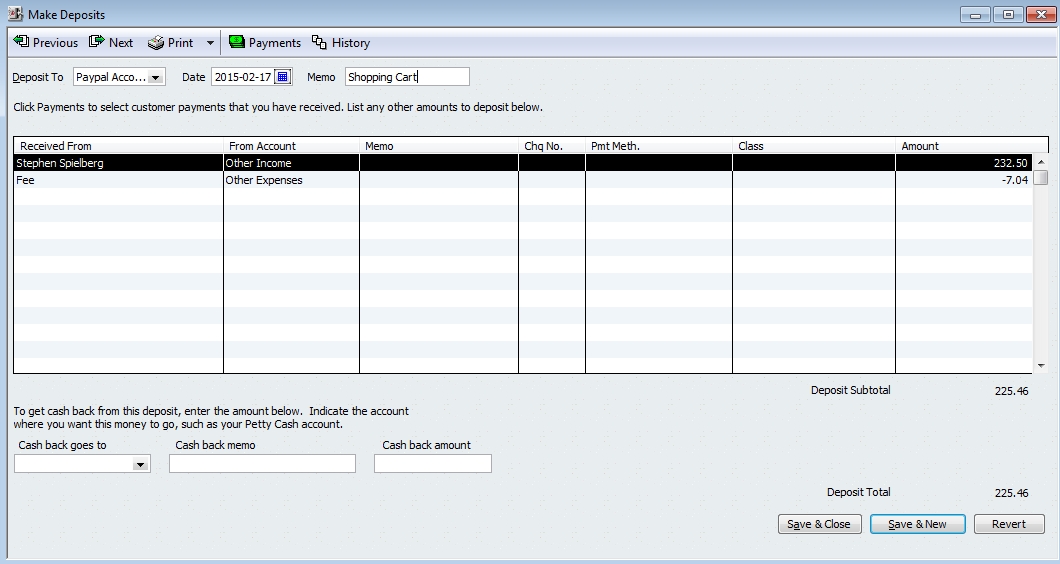 Make Deposits
Previous Next Print Payments History
Deposit To Paypal Acco... Date 2015-02-17 Memo Shopping Cart
Click Payments to select customer payments that you have received. List any other amounts to deposit below.
Received From From Account Memo Chq No. Pmt Meth. Class Amount
Stephen Spielberg Other Income 232.50
Fee Other Expenses -7.04
Deposit Subtotal 225.46
To get cash back from this deposit, enter the amount below. Indicate the account
where you want this money to go, such as your Petty Cash account.
Cash back goes to Cash back memo Cash back amount
Deposit Total 225.46
Save & Close Save & New Revert